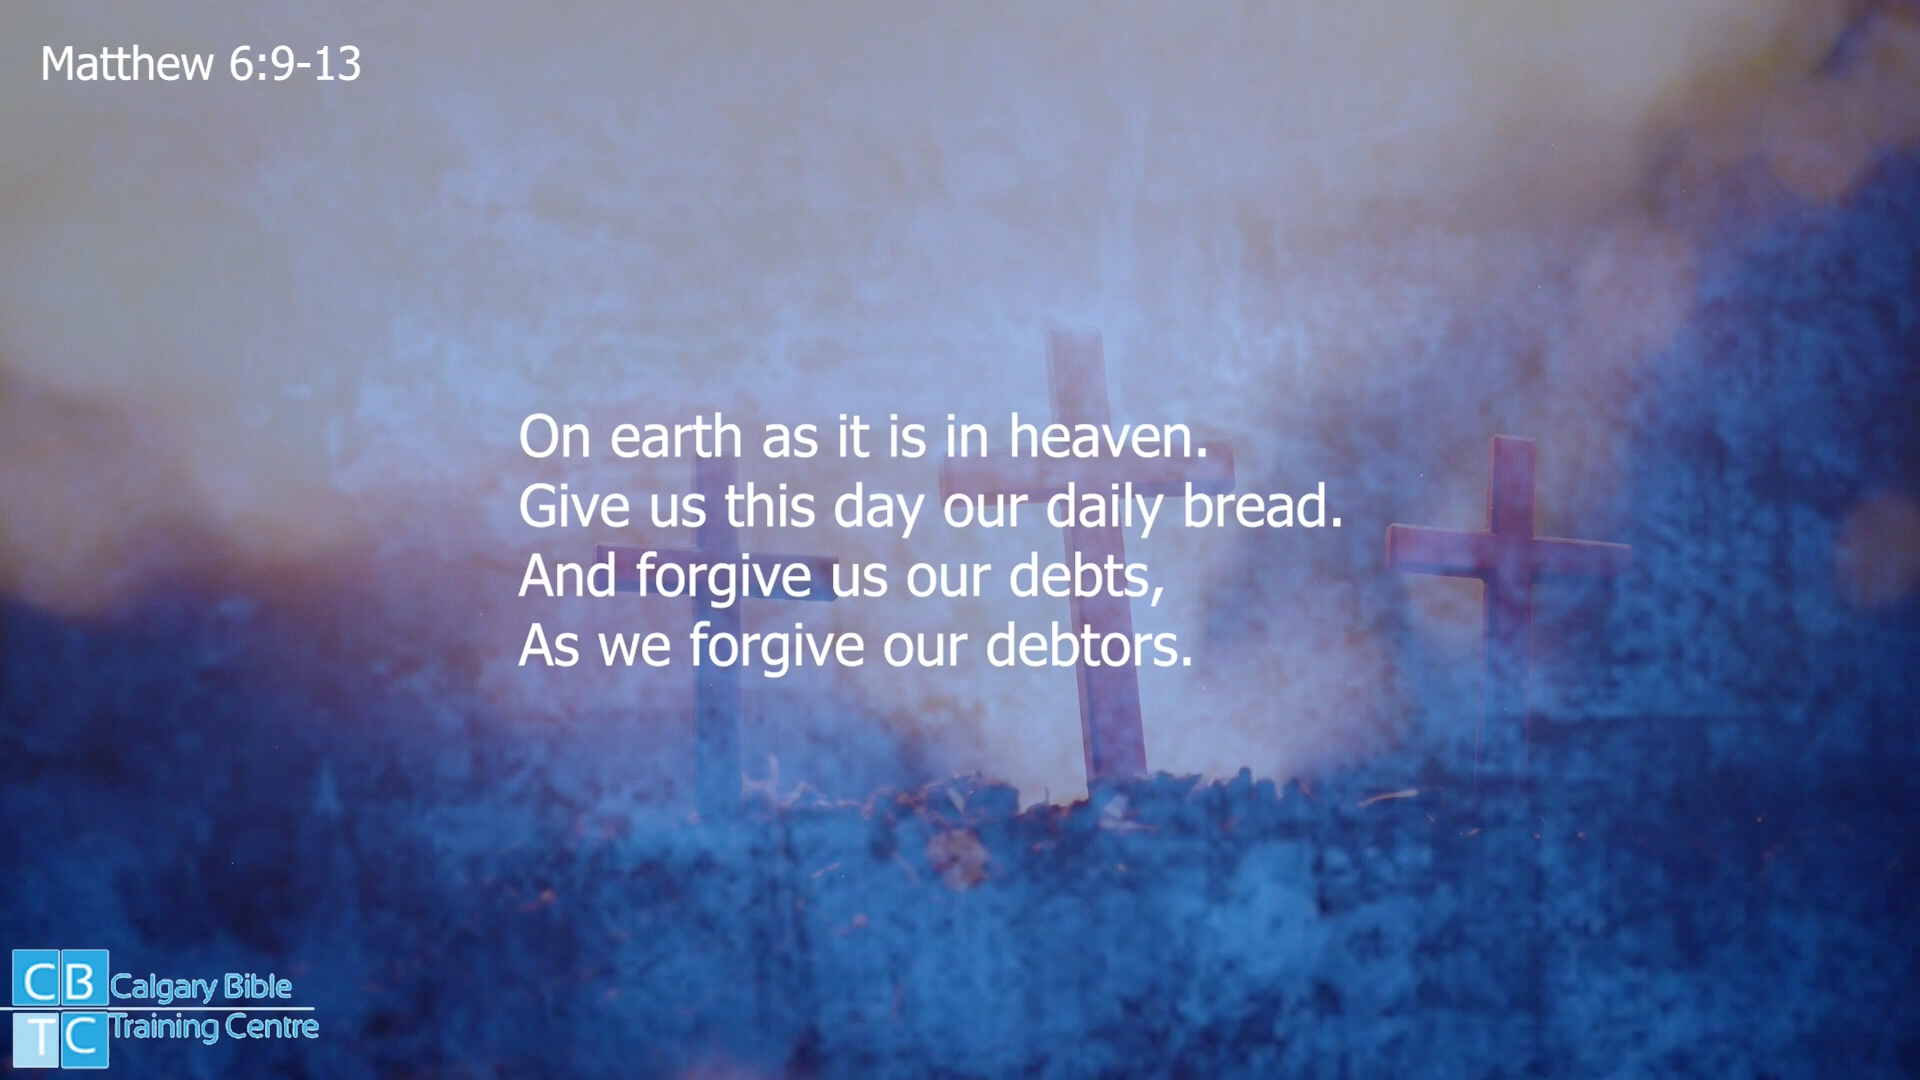 Matthew 6:9-13
On earth as it is in heaven.
Give us this day our daily bread.
And forgive us our debts,
As we forgive our debtors.
CB
Calgary Bible
TC
Training Centre